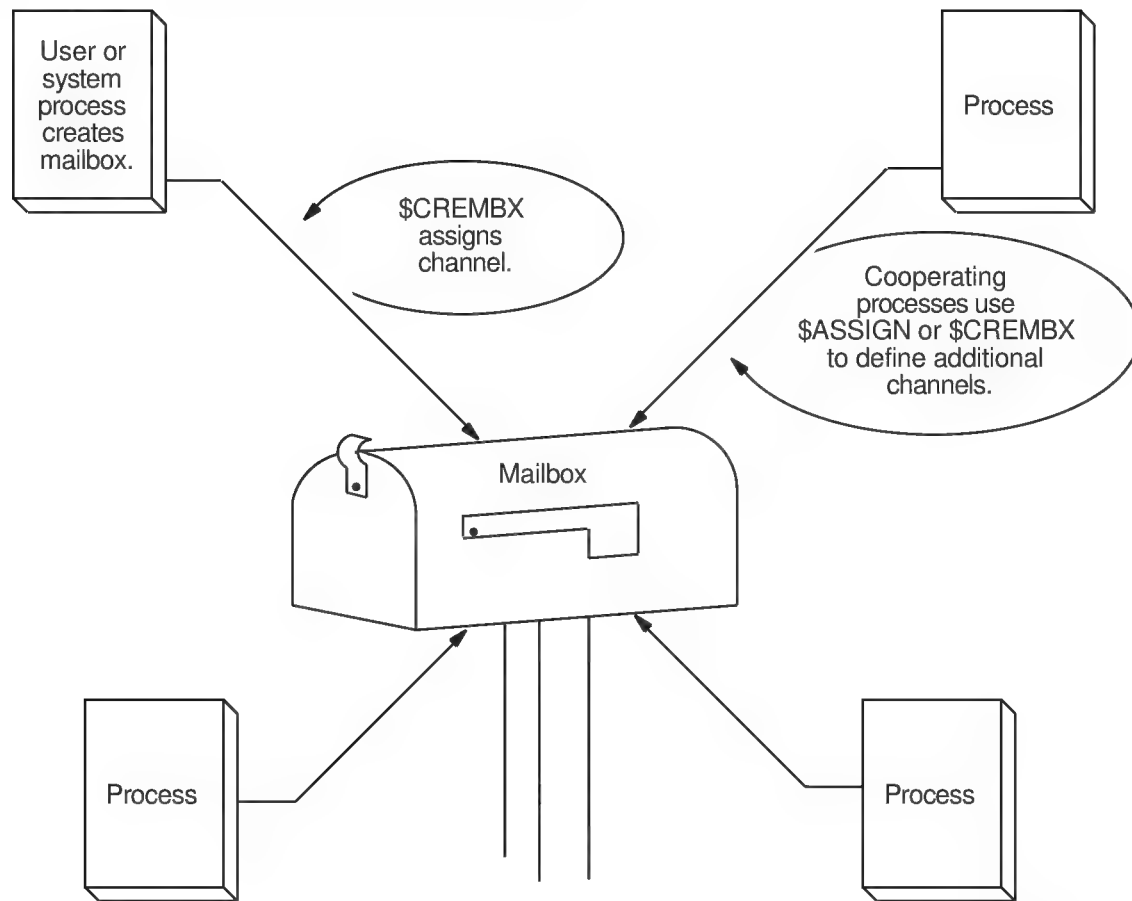 User or
system
process
creates
mailbox.
Process
$CREMBX
assigns
channel.
Cooperating
processes use
$ASSIGN or $CREMBX
to define additional
channels.
Mailbox
Process
Process